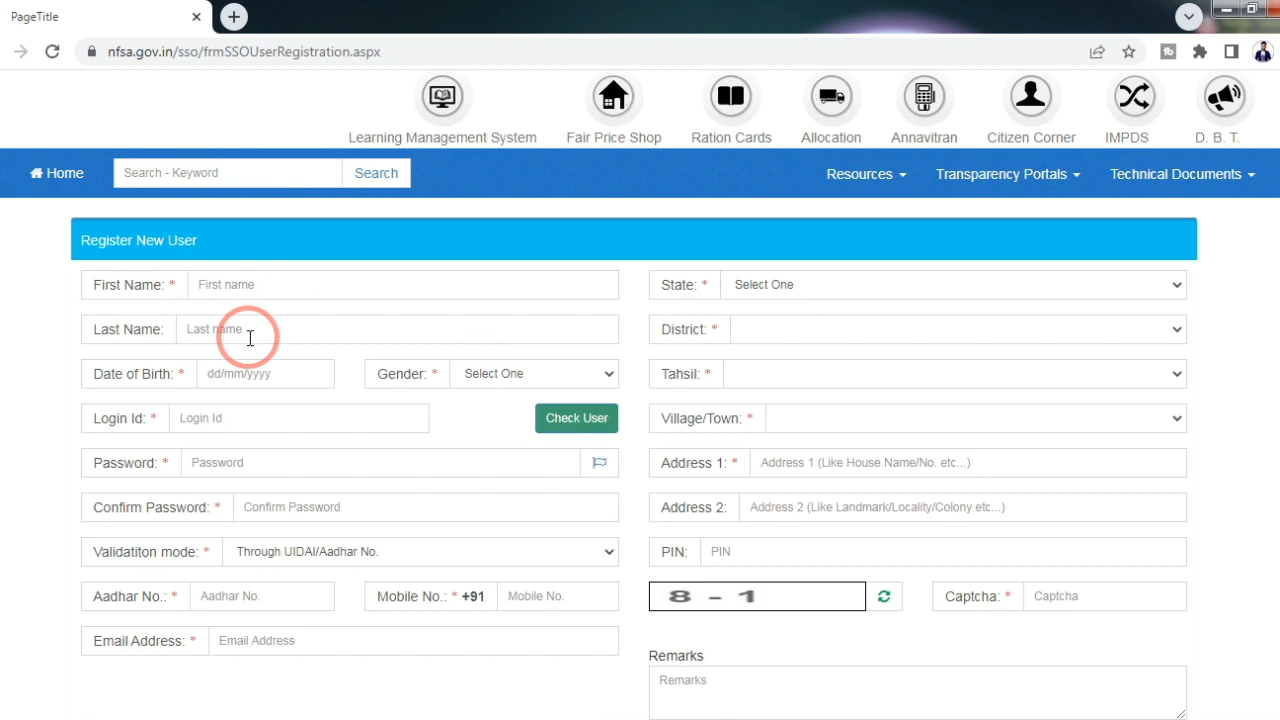 PageTitle
nfsa.gov.in/sso/frmSSOUserRegistration.aspx
Learning Management System
Fair Price Shop
Ration Cards
Allocation
Annavitran
Citizen Corner
IMPDS
D. B. T.
Home
Search - Keyword
Search
Resources
Transparency Portals
Technical Documents
Register New User
First Name: * First name
State: * Select One
Last Name: Last name
District: *
Date of Birth: * dd/mm/yyyy
Gender: * Select One
Tahsil: *
Login Id: * Login Id
Check User
Village/Town: *
Password: * Password
Address 1: * Address 1 (Like House Name/No. etc...)
Confirm Password: * Confirm Password
Address 2: Address 2 (Like Landmark/Locality/Colony etc...)
Validatiton mode: * Through UIDAI/Aadhar No.
PIN: PIN
Aadhar No.: * Aadhar No.
Mobile No.: * +91 Mobile No.
8 - 1
Captcha: * Captcha
Email Address: * Email Address
Remarks
Remarks